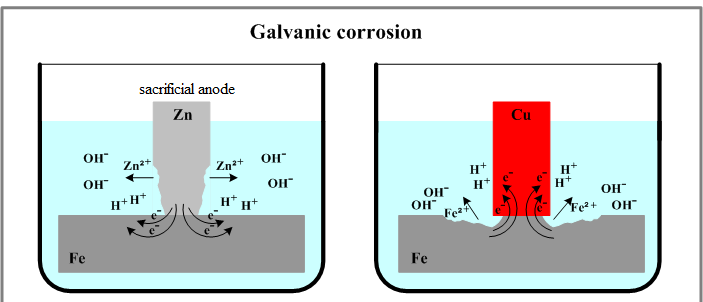 Galvanic corrosion
sacrificial anode
Zn
OH⁻ Zn²⁺ Zn²⁺ OH⁻
OH⁻ OH⁻
H⁺ H⁺ H⁺ H⁺
e⁻ e⁻
e⁻ e⁻
Fe
Cu
H⁺ e⁻ e⁻ H⁺
H⁺ H⁺
OH⁻ OH⁻
OH⁻ Fe²⁺ e⁻ e⁻ Fe²⁺ OH⁻
Fe